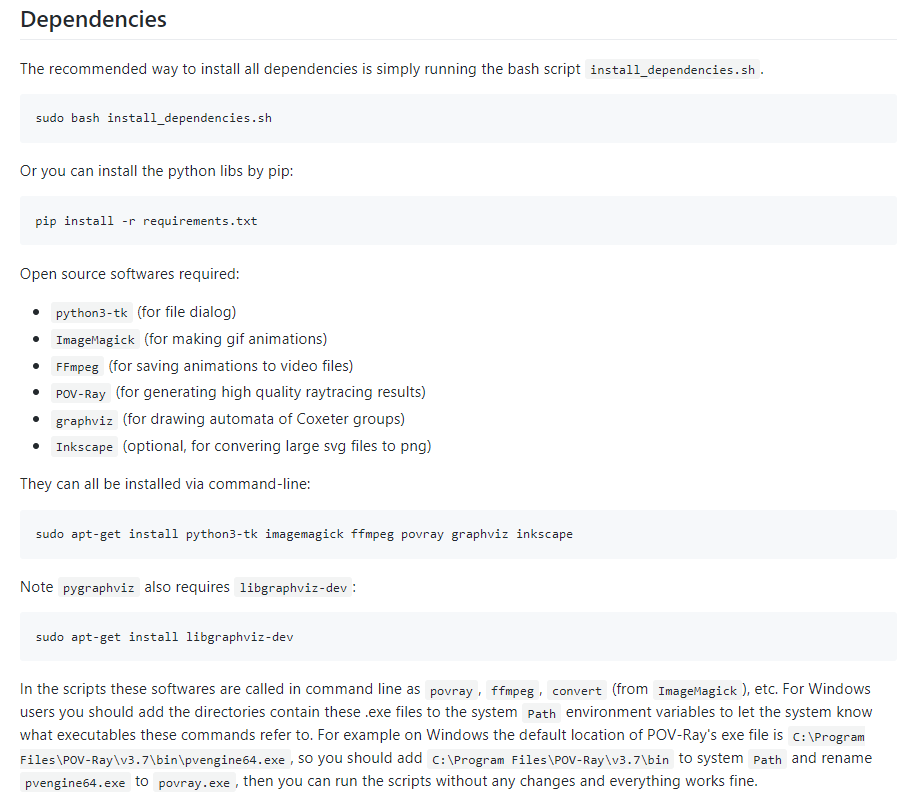 Dependencies
The recommended way to install all dependencies is simply running the bash script install_dependencies.sh .
sudo bash install_dependencies.sh
Or you can install the python libs by pip:
pip install -r requirements.txt
Open source softwares required:
• python3-tk (for file dialog)
• ImageMagick (for making gif animations)
• FFmpeg (for saving animations to video files)
• POV-Ray (for generating high quality raytracing results)
• graphviz (for drawing automata of Coxeter groups)
• Inkscape (optional, for convering large svg files to png)
They can all be installed via command-line:
sudo apt-get install python3-tk imagemagick ffmpeg povray graphviz inkscape
Note pygraphviz also requires libgraphviz-dev :
sudo apt-get install libgraphviz-dev
In the scripts these softwares are called in command line as povray , ffmpeg , convert (from ImageMagick ), etc. For Windows
users you should add the directories contain these .exe files to the system Path environment variables to let the system know
what executables these commands refer to. For example on Windows the default location of POV-Ray's exe file is C:\Program
Files\POV-Ray\v3.7\bin\pvengine64.exe , so you should add C:\Program Files\POV-Ray\v3.7\bin to system Path and rename
pvengine64.exe to povray.exe , then you can run the scripts without any changes and everything works fine.